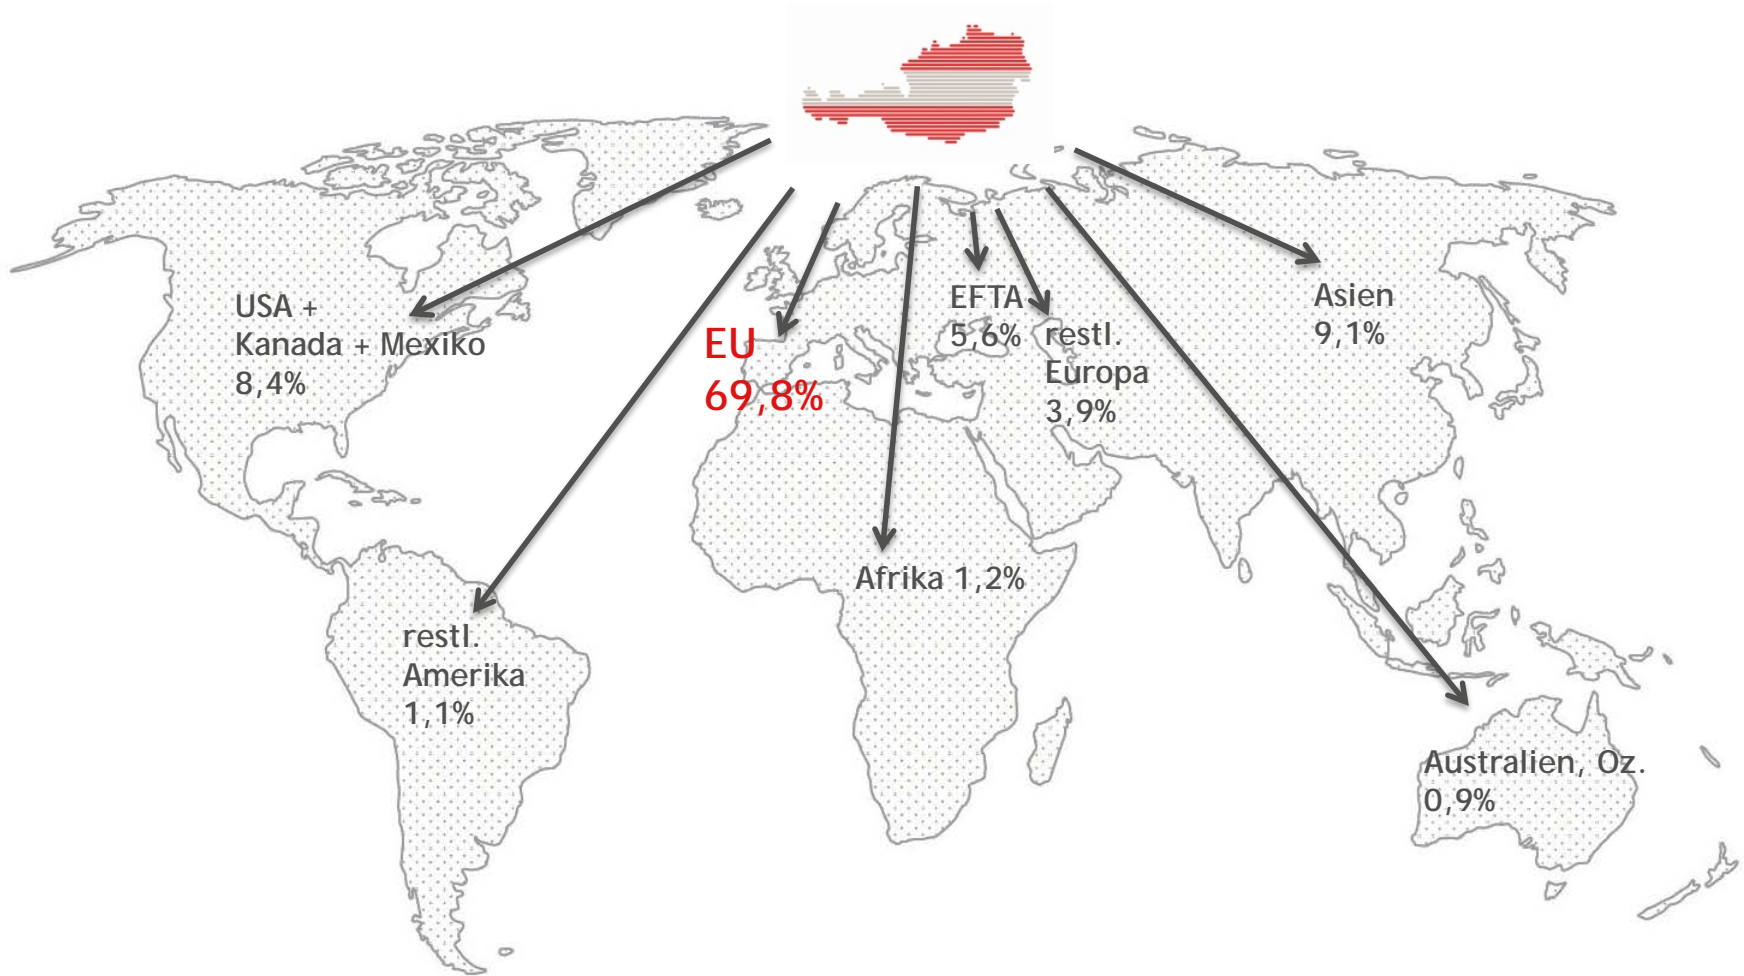 USA +
Kanada + Mexiko
8,4%
EU
69,8%
EFTA
5,6%
restl.
Europa
3,9%
Asien
9,1%
Afrika 1,2%
restl.
Amerika
1,1%
Australien, Oz.
0,9%